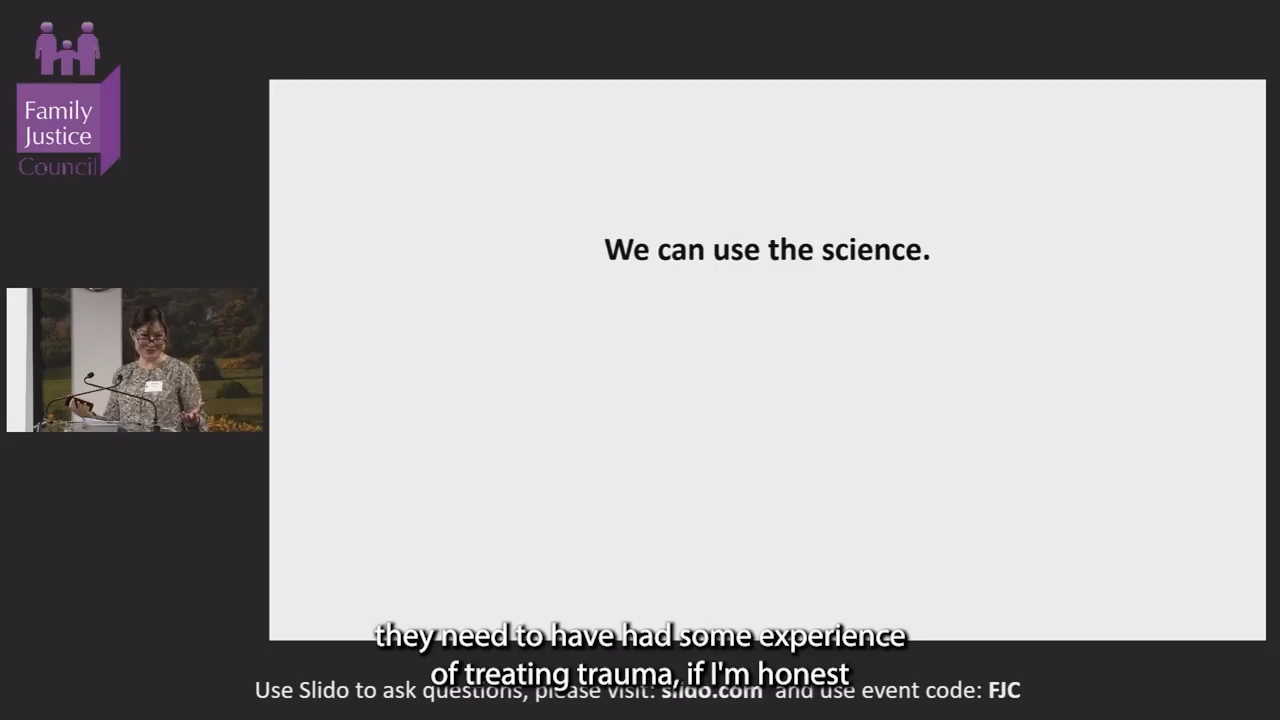 Family
Justice
Council
We can use the science.
they need to have had some experience
of treating trauma, if I'm honest
Use Slido to ask questions, please visit: slido.com and use event code: FJC